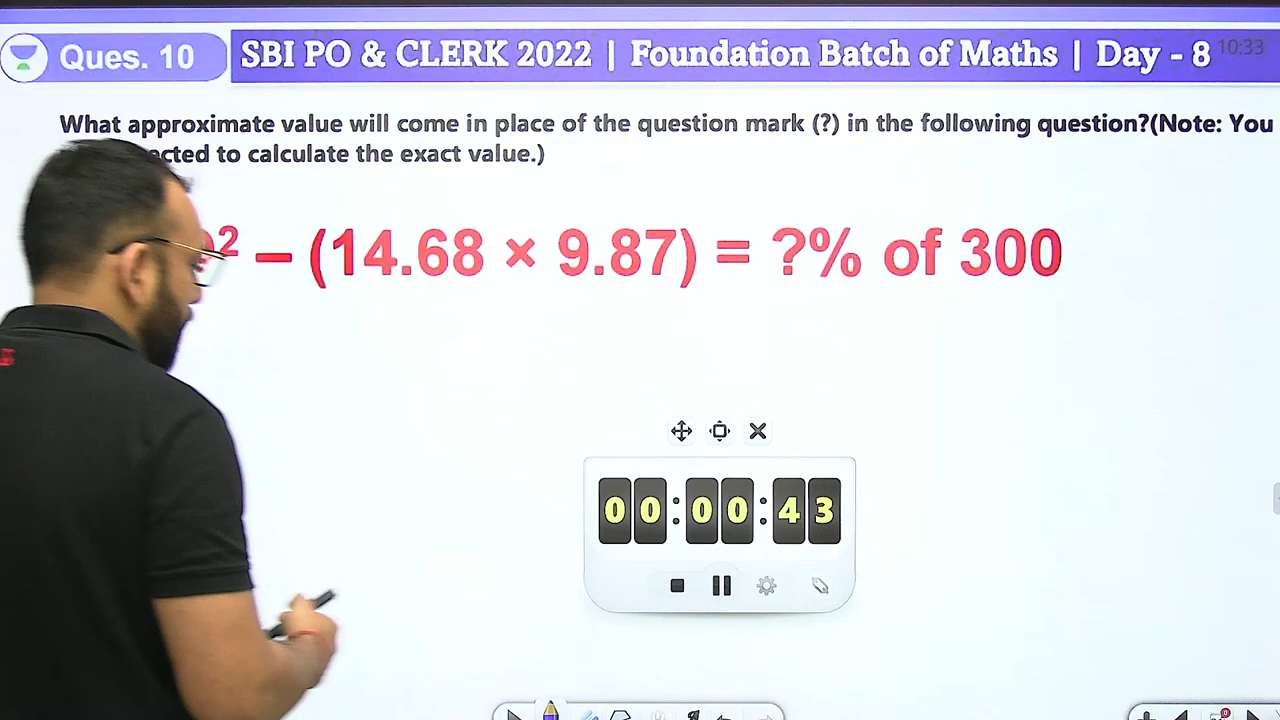 Ques. 10
SBI PO & CLERK 2022 | Foundation Batch of Maths | Day - 8
10:33
What approximate value will come in place of the question mark (?) in the following question?(Note: You
to calculate the exact value.)
² – (14.68 × 9.87) = ?% of 300
00:00:43